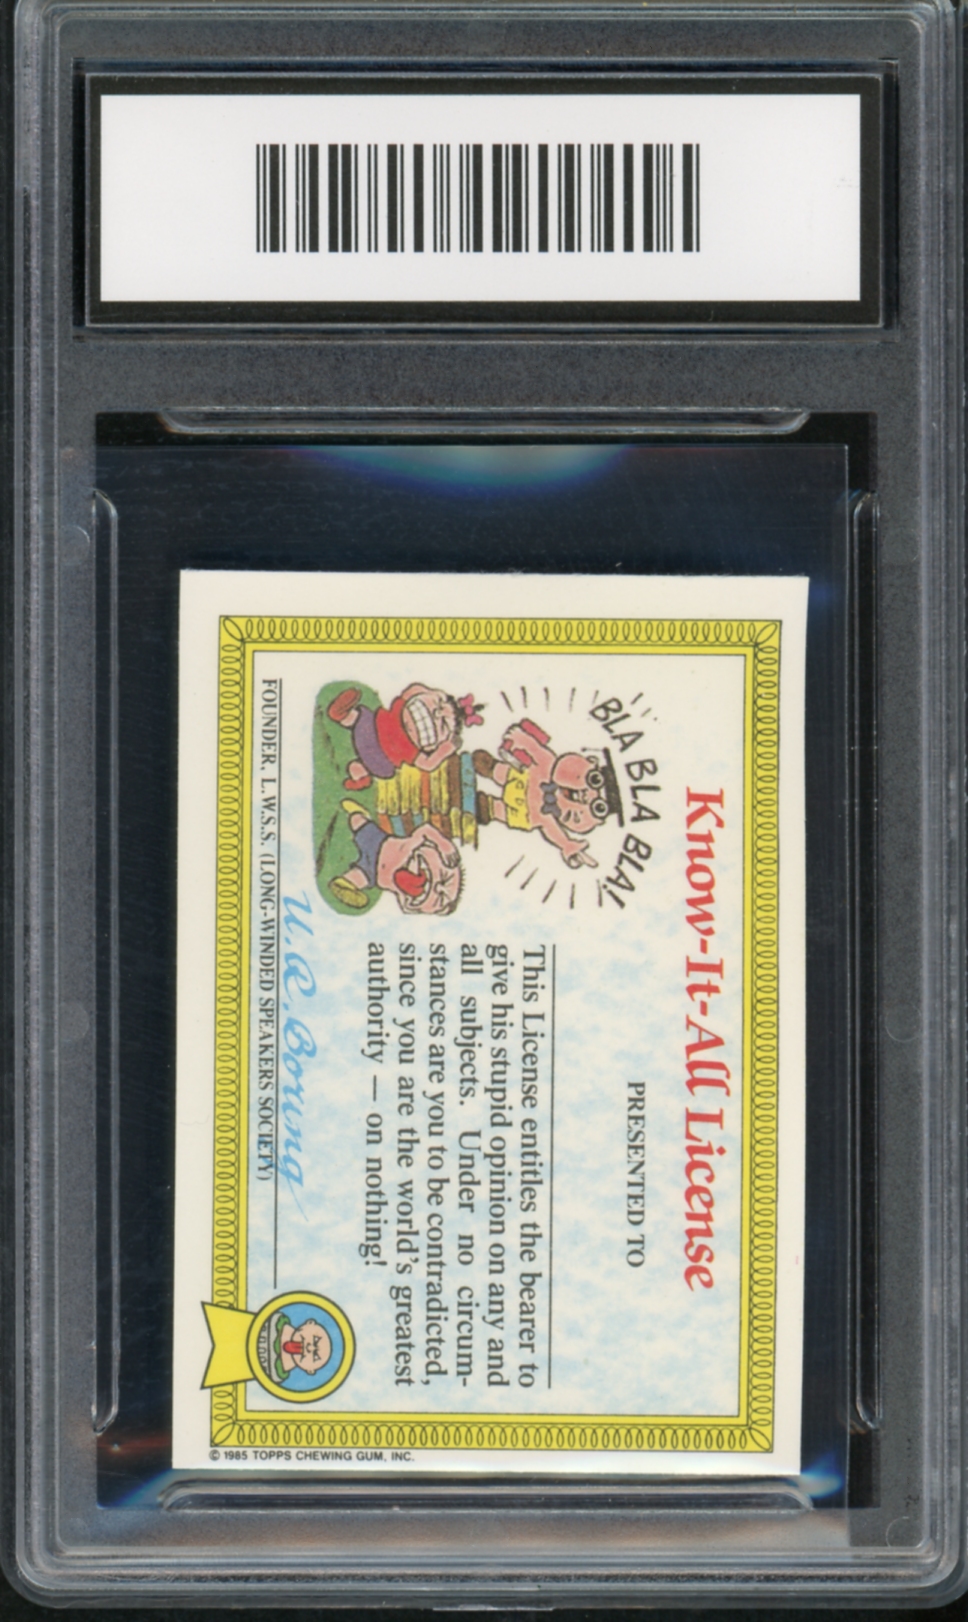 Know-It-All License
PRESENTED TO
BLA BLA BLA BLA!
This License entitles the bearer to
give his stupid opinion on any and
all subjects. Under no circum-
stances are you to be contradicted,
since you are the world's greatest
authority — on nothing!
U.R. Boring
FOUNDER, L.W.S.S. (LONG-WINDED SPEAKERS SOCIETY)
© 1985 TOPPS CHEWING GUM, INC.